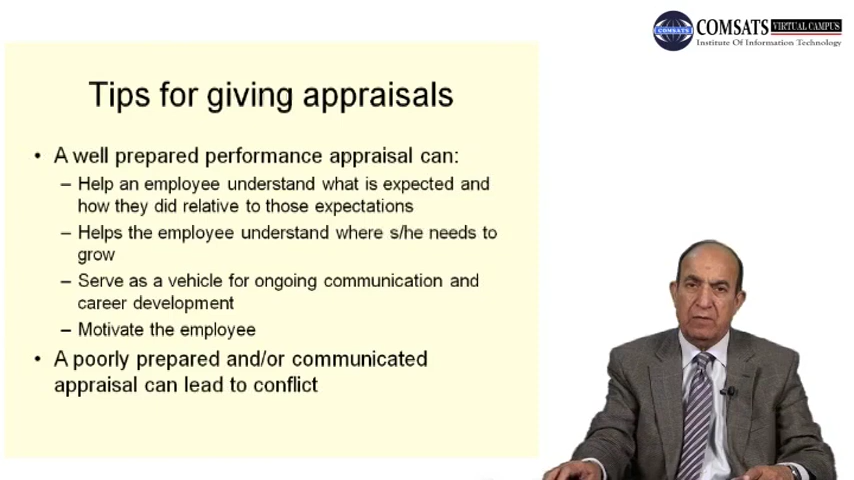 COMSATS VIRTUAL CAMPUS
Institute Of Information Technology
COMSATS
Tips for giving appraisals
• A well prepared performance appraisal can:
– Help an employee understand what is expected and
how they did relative to those expectations
– Helps the employee understand where s/he needs to
grow
– Serve as a vehicle for ongoing communication and
career development
– Motivate the employee
• A poorly prepared and/or communicated
appraisal can lead to conflict